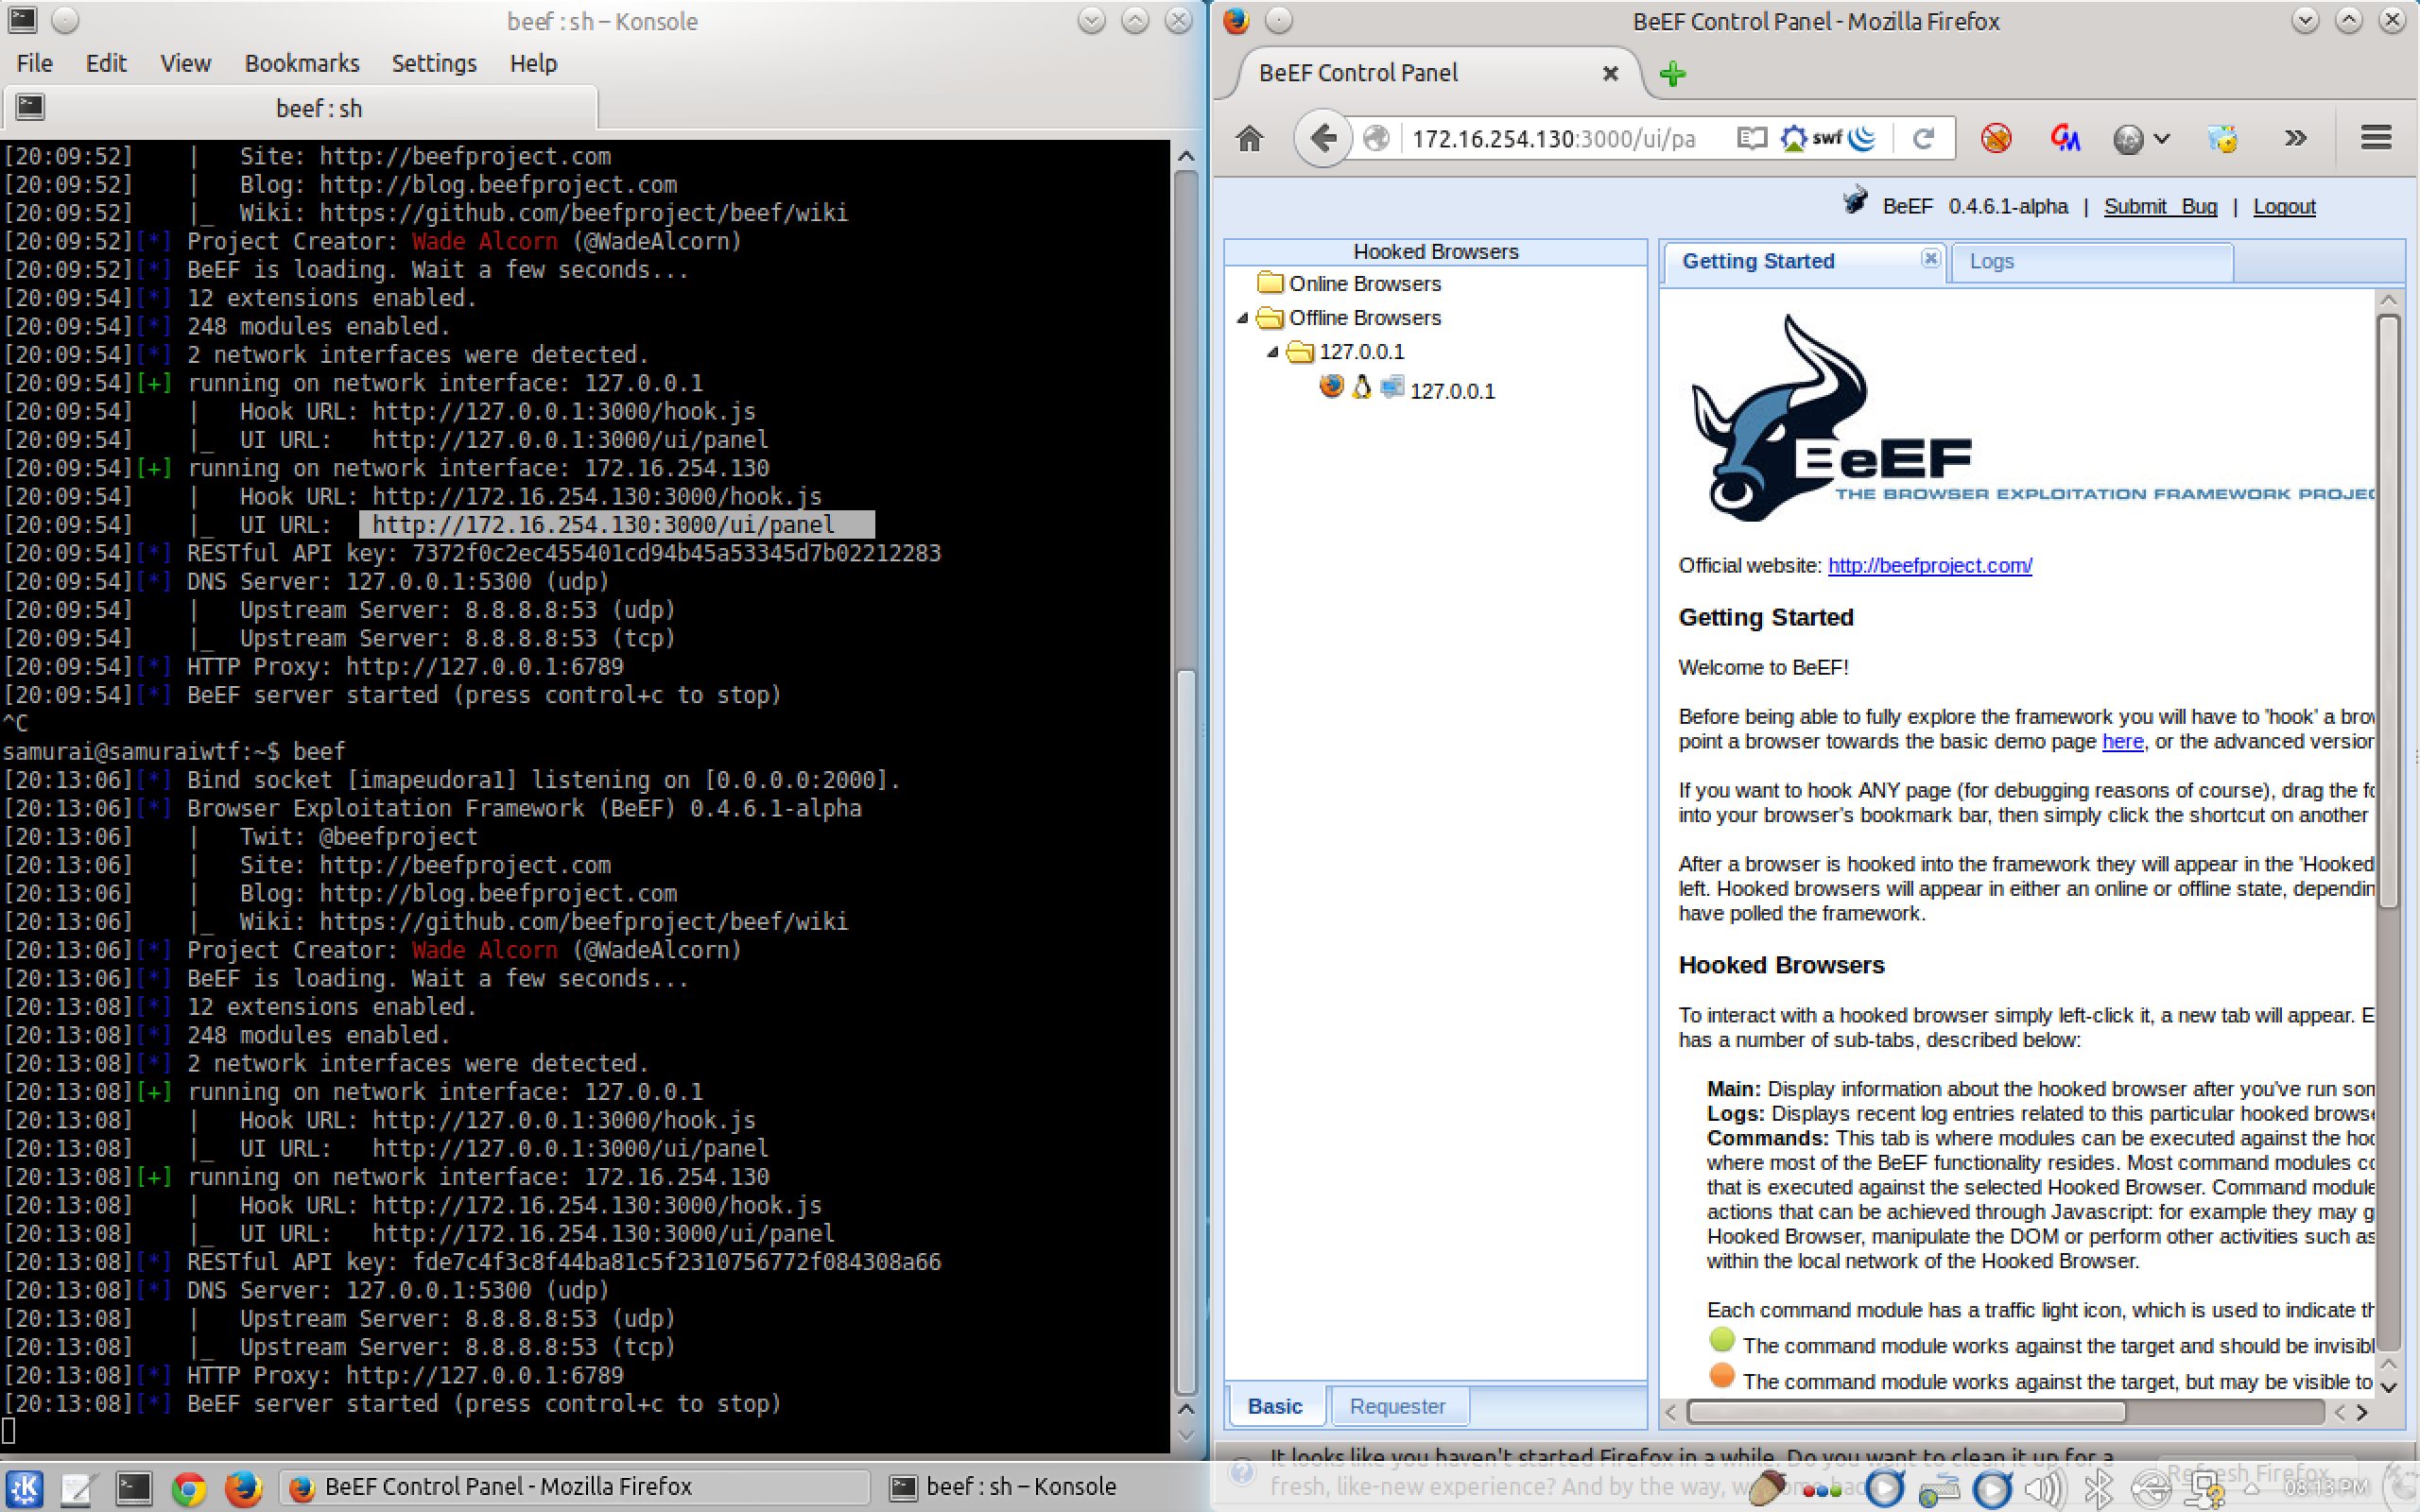 beef : sh – Konsole
File Edit View Bookmarks Settings Help
beef : sh
[20:09:52]    |   Site: http://beefproject.com
[20:09:52]    |   Blog: http://blog.beefproject.com
[20:09:52]    |_  Wiki: https://github.com/beefproject/beef/wiki
[20:09:52][*] Project Creator: Wade Alcorn (@WadeAlcorn)
[20:09:52][*] BeEF is loading. Wait a few seconds...
[20:09:54][*] 12 extensions enabled.
[20:09:54][*] 248 modules enabled.
[20:09:54][*] 2 network interfaces were detected.
[20:09:54][+] running on network interface: 127.0.0.1
[20:09:54]    |   Hook URL: http://127.0.0.1:3000/hook.js
[20:09:54]    |_  UI URL:   http://127.0.0.1:3000/ui/panel
[20:09:54][+] running on network interface: 172.16.254.130
[20:09:54]    |   Hook URL: http://172.16.254.130:3000/hook.js
[20:09:54]    |_  UI URL:   http://172.16.254.130:3000/ui/panel
[20:09:54][*] RESTful API key: 7372f0c2ec455401cd94b45a53345d7b02212283
[20:09:54][*] DNS Server: 127.0.0.1:5300 (udp)
[20:09:54]    |   Upstream Server: 8.8.8.8:53 (udp)
[20:09:54]    |_  Upstream Server: 8.8.8.8:53 (tcp)
[20:09:54][*] HTTP Proxy: http://127.0.0.1:6789
[20:09:54][*] BeEF server started (press control+c to stop)
^C
samurai@samuraiwtf:~$ beef
[20:13:06][*] Bind socket [imapeudora1] listening on [0.0.0.0:2000].
[20:13:06][*] Browser Exploitation Framework (BeEF) 0.4.6.1-alpha
[20:13:06]    |   Twit: @beefproject
[20:13:06]    |   Site: http://beefproject.com
[20:13:06]    |   Blog: http://blog.beefproject.com
[20:13:06]    |_  Wiki: https://github.com/beefproject/beef/wiki
[20:13:06][*] Project Creator: Wade Alcorn (@WadeAlcorn)
[20:13:06][*] BeEF is loading. Wait a few seconds...
[20:13:08][*] 12 extensions enabled.
[20:13:08][*] 248 modules enabled.
[20:13:08][*] 2 network interfaces were detected.
[20:13:08][+] running on network interface: 127.0.0.1
[20:13:08]    |   Hook URL: http://127.0.0.1:3000/hook.js
[20:13:08]    |_  UI URL:   http://127.0.0.1:3000/ui/panel
[20:13:08][+] running on network interface: 172.16.254.130
[20:13:08]    |   Hook URL: http://172.16.254.130:3000/hook.js
[20:13:08]    |_  UI URL:   http://172.16.254.130:3000/ui/panel
[20:13:08][*] RESTful API key: fde7c4f3c8f44ba81c5f2310756772f084308a66
[20:13:08][*] DNS Server: 127.0.0.1:5300 (udp)
[20:13:08]    |   Upstream Server: 8.8.8.8:53 (udp)
[20:13:08]    |_  Upstream Server: 8.8.8.8:53 (tcp)
[20:13:08][*] HTTP Proxy: http://127.0.0.1:6789
[20:13:08][*] BeEF server started (press control+c to stop)
BeEF Control Panel - Mozilla Firefox
BeEF Control Panel
172.16.254.130:3000/ui/pa swf
BeEF 0.4.6.1-alpha | Submit Bug | Logout
Hooked Browsers
Online Browsers
Offline Browsers
127.0.0.1
127.0.0.1
Basic Requester
Getting Started Logs
BeEF
THE BROWSER EXPLOITATION FRAMEWORK PROJEC
Official website: http://beefproject.com/
Getting Started
Welcome to BeEF!
Before being able to fully explore the framework you will have to 'hook' a brow
point a browser towards the basic demo page here, or the advanced version
If you want to hook ANY page (for debugging reasons of course), drag the fo
into your browser's bookmark bar, then simply click the shortcut on another
After a browser is hooked into the framework they will appear in the 'Hooked
left. Hooked browsers will appear in either an online or offline state, dependin
have polled the framework.
Hooked Browsers
To interact with a hooked browser simply left-click it, a new tab will appear. E
has a number of sub-tabs, described below:
Main: Display information about the hooked browser after you've run som
Logs: Displays recent log entries related to this particular hooked browse
Commands: This tab is where modules can be executed against the hoo
where most of the BeEF functionality resides. Most command modules co
that is executed against the selected Hooked Browser. Command module
actions that can be achieved through Javascript: for example they may g
Hooked Browser, manipulate the DOM or perform other activities such as
within the local network of the Hooked Browser.
Each command module has a traffic light icon, which is used to indicate th
The command module works against the target and should be invisibl
The command module works against the target, but may be visible to
It looks like you haven't started Firefox in a while. Do you want to clean it up for a
fresh, like-new experience? And by the way,
Refresh Firefox
BeEF Control Panel - Mozilla Firefox
beef : sh – Konsole
08:13 PM